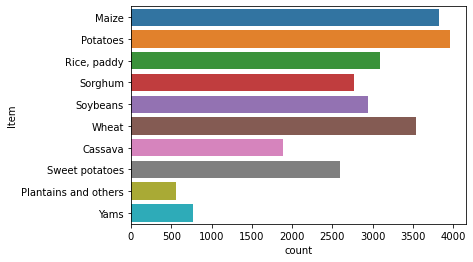 Maize
Potatoes
Rice, paddy
Sorghum
Soybeans
Wheat
Cassava
Sweet potatoes
Plantains and others
Yams
Item
0 500 1000 1500 2000 2500 3000 3500 4000
count